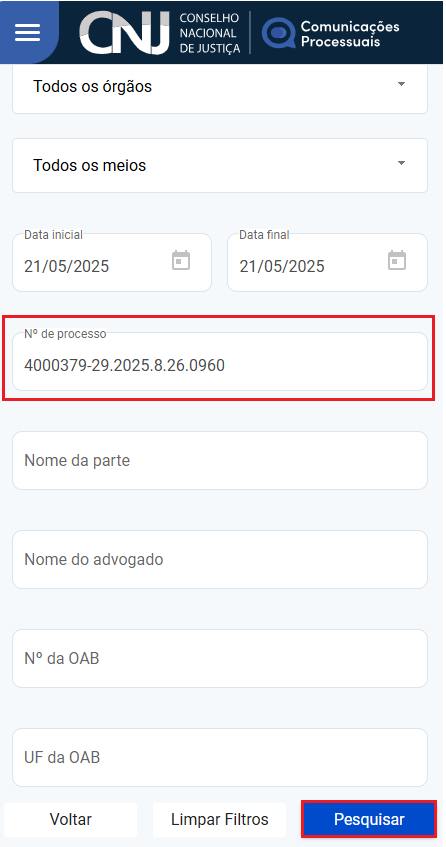 CNJ
CONSELHO
NACIONAL
DE JUSTIÇA
Comunicações
Processuais
Todos os órgãos
Todos os meios
Data inicial
21/05/2025
Data final
21/05/2025
Nº de processo
4000379-29.2025.8.26.0960
Nome da parte
Nome do advogado
Nº da OAB
UF da OAB
Voltar
Limpar Filtros
Pesquisar